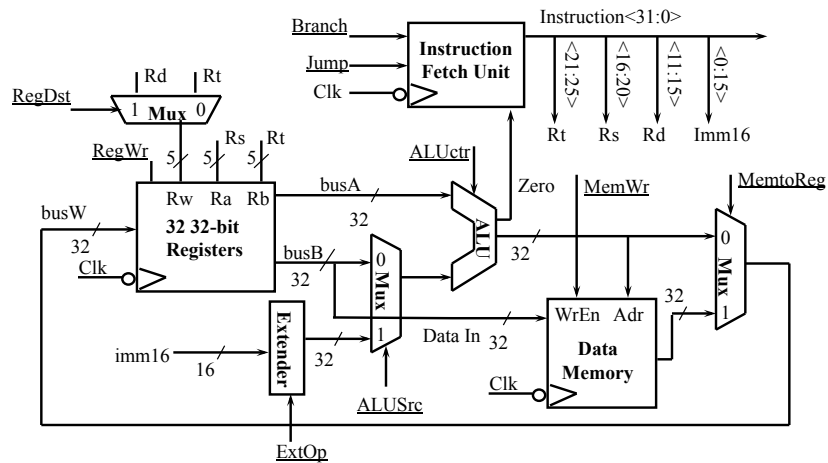 Instruction<31:0>
Branch
Instruction
Fetch Unit
Jump
Clk
<21:25>
<16:20>
<11:15>
<0:15>
Rt
Rs
Rd
Imm16
Rd
Rt
RegDst
1 Mux 0
RegWr
5
5
5
Rs
Rt
Rw
Ra
Rb
32 32-bit
Registers
busW
32
Clk
busA
32
busB
32
ALUctr
ALU
Zero
32
MemWr
MemtoReg
0
Mux
1
0
Mux
1
Extender
imm16
16
32
Data In
32
WrEn
Adr
Data
Memory
Clk
32
ALUSrc
ExtOp